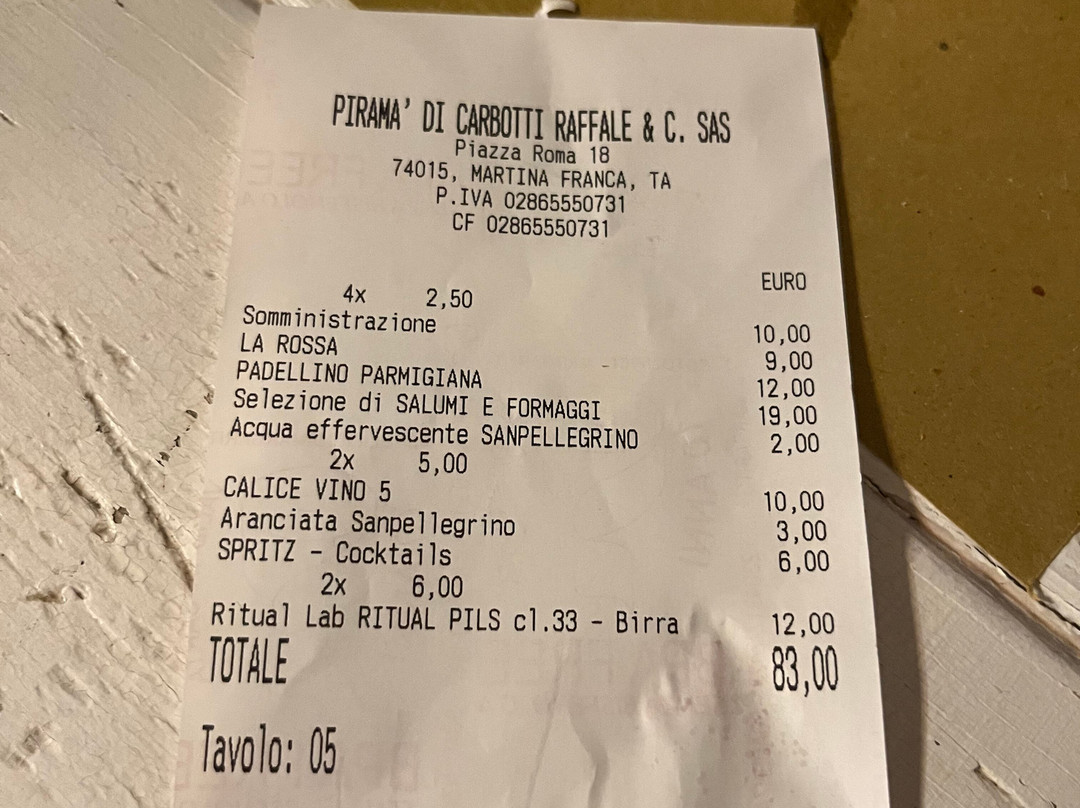 PIRAMA' DI CARBOTTI RAFFALE & C. SAS
Piazza Roma 18
74015, MARTINA FRANCA, TA
P.IVA 02865550731
CF 02865550731
EURO
4x 2,50
Somministrazione 10,00
LA ROSSA 9,00
PADELLINO PARMIGIANA 12,00
Selezione di SALUMI E FORMAGGI 19,00
Acqua effervescente SANPELLEGRINO 2,00
2x 5,00
CALICE VINO 5 10,00
Aranciata Sanpellegrino 3,00
SPRITZ - Cocktails 6,00
2x 6,00
Ritual Lab RITUAL PILS cl.33 - Birra 12,00
TOTALE 83,00
Tavolo: 05